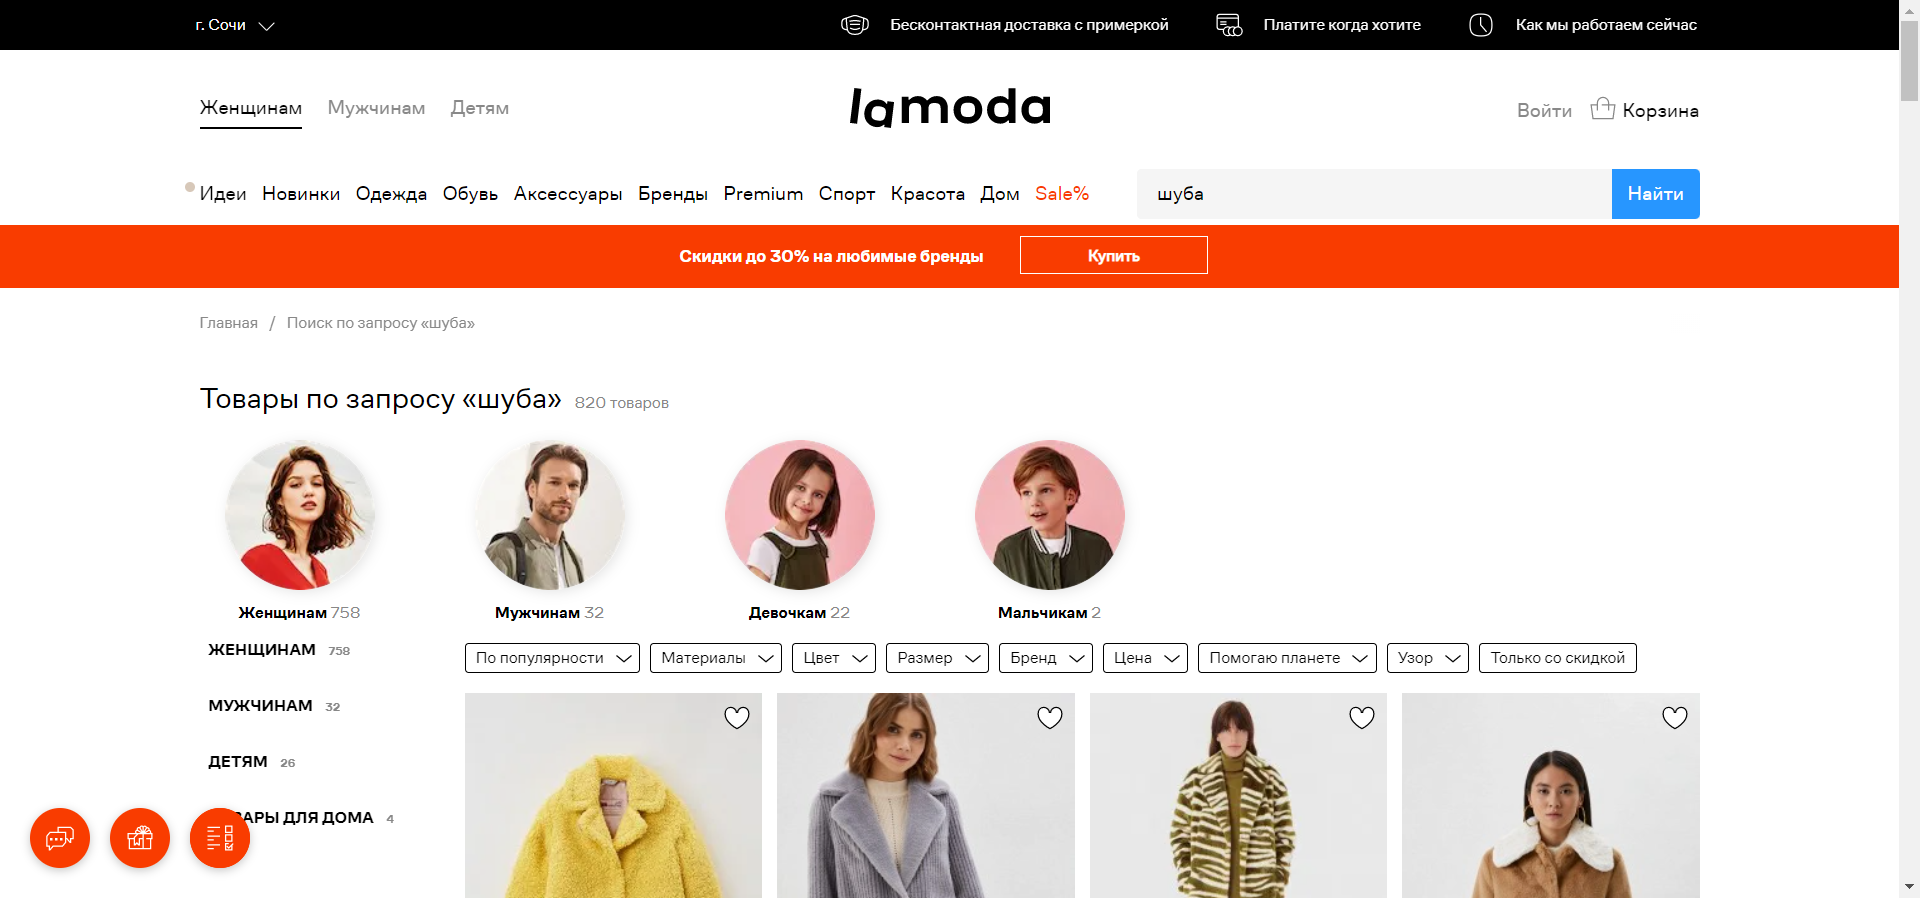 г. Сочи
Бесконтактная доставка с примеркой
Платите когда хотите
Как мы работаем сейчас
Женщинам
Мужчинам
Детям
lamoda
Войти
Корзина
Идеи
Новинки
Одежда
Обувь
Аксессуары
Бренды
Premium
Спорт
Красота
Дом
Sale%
шуба
Найти
Скидки до 30% на любимые бренды
Купить
Главная / Поиск по запросу «шуба»
Товары по запросу «шуба» 820 товаров
Женщинам 758
Мужчинам 32
Девочкам 22
Мальчикам 2
ЖЕНЩИНАМ 758
По популярности
Материалы
Цвет
Размер
Бренд
Цена
Помогаю планете
Узор
Только со скидкой
МУЖЧИНАМ 32
ДЕТЯМ 26
АРЫ ДЛЯ ДОМА 4